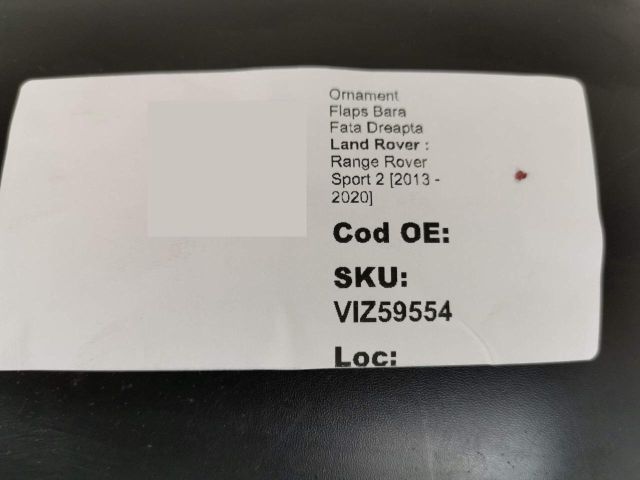 Ornament
Flaps Bara
Fata Dreapta
Land Rover :
Range Rover
Sport 2 [2013 -
2020]
Cod OE:
SKU:
VIZ59554
Loc: